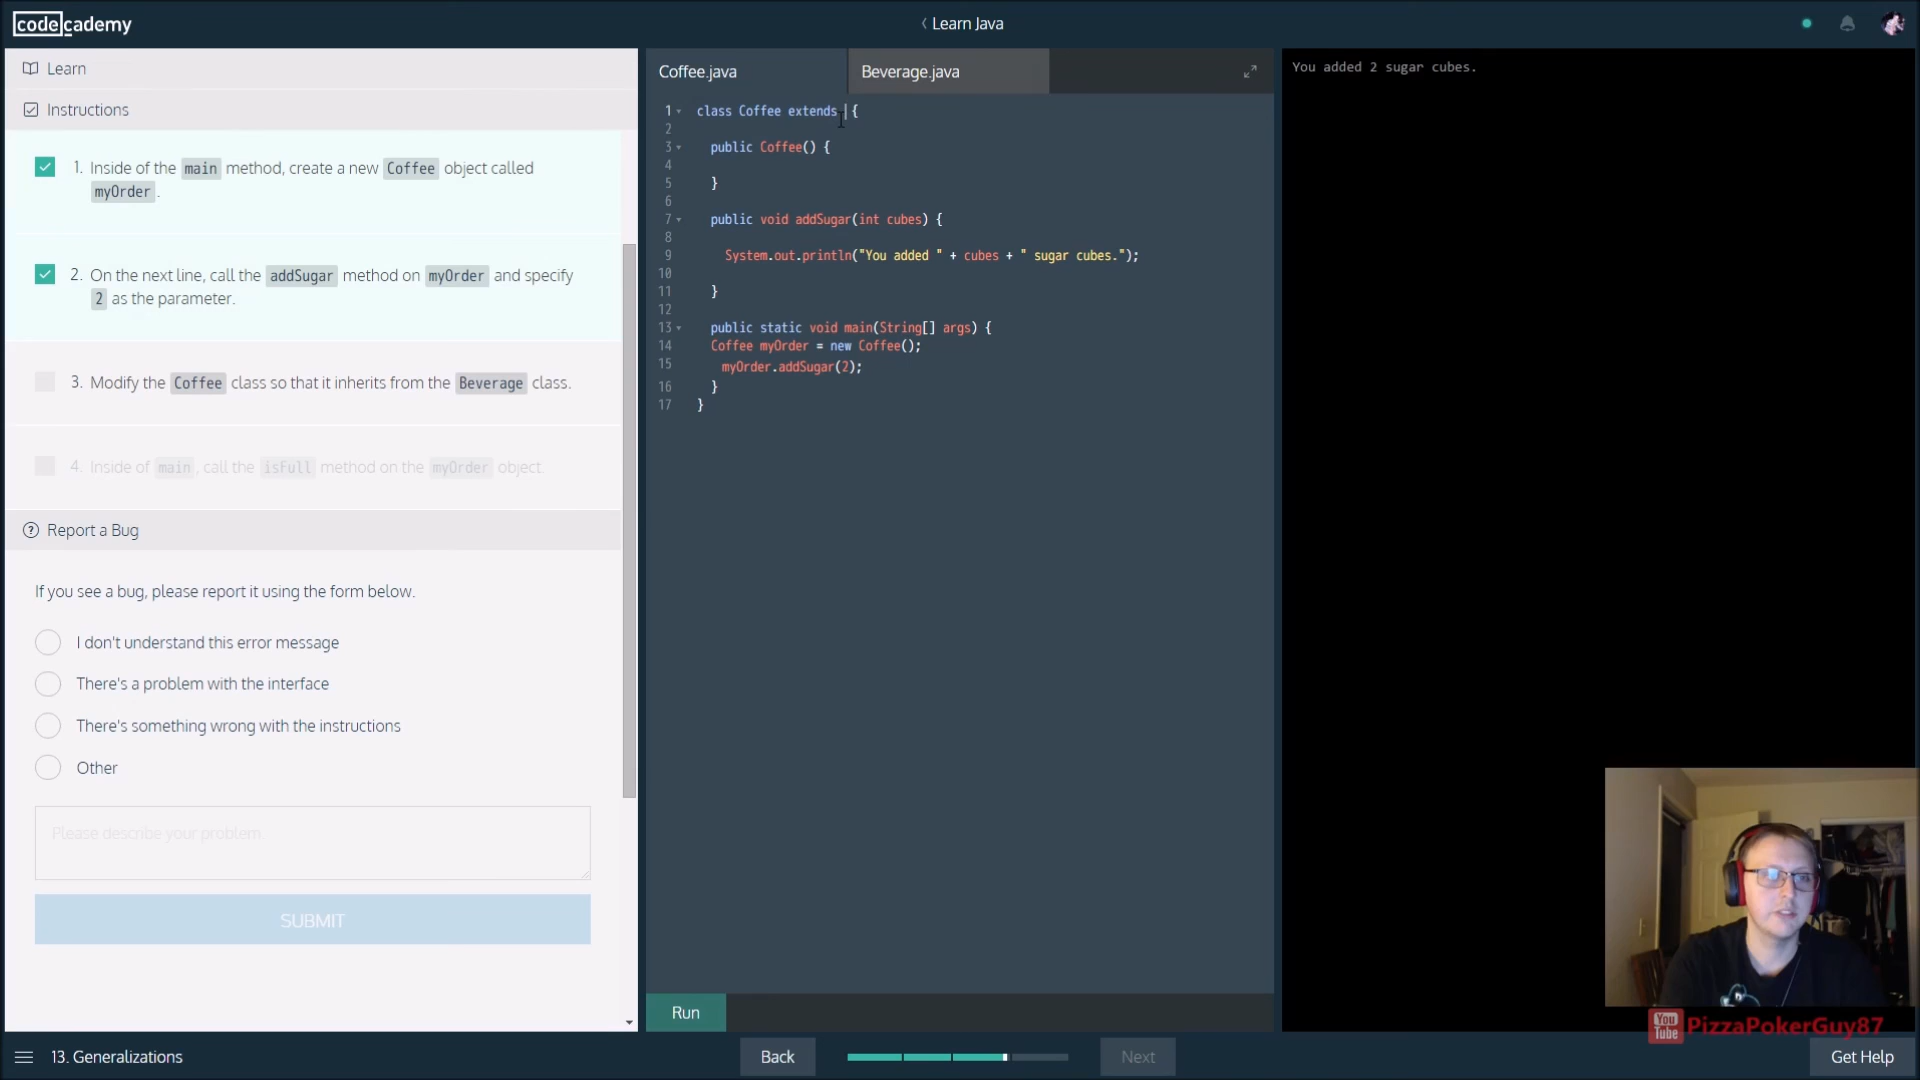 codecademy
Learn Java
Learn
Instructions
1. Inside of the main method, create a new Coffee object called
myOrder.
2. On the next line, call the addSugar method on myOrder and specify
2 as the parameter.
3. Modify the Coffee class so that it inherits from the Beverage class.
4. Inside of main, call the isFull method on the myOrder object.
Report a Bug
If you see a bug, please report it using the form below.
I don't understand this error message
There's a problem with the interface
There's something wrong with the instructions
Other
Please describe your problem
SUBMIT
Coffee.java
Beverage.java
1 class Coffee extends {
2
3 public Coffee() {
4
5 }
6
7 public void addSugar(int cubes) {
8
9 System.out.println("You added " + cubes + " sugar cubes.");
10
11 }
12
13 public static void main(String[] args) {
14 Coffee myOrder = new Coffee();
15 myOrder.addSugar(2);
16 }
17 }
Run
You added 2 sugar cubes.
You Tube PizzaPokerGuy87
13. Generalizations
Back
Next
Get Help